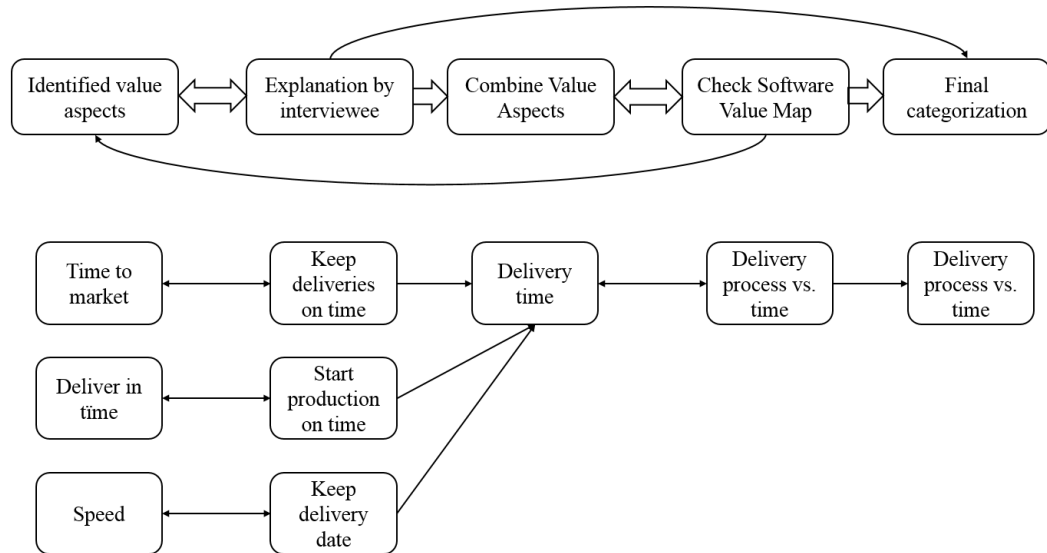 Identified value
aspects
Explanation by
interviewee
Combine Value
Aspects
Check Software
Value Map
Final
categorization
Time to
market
Keep
deliveries
on time
Delivery
time
Delivery
process vs.
time
Delivery
process vs.
time
Deliver in
tïme
Start
production
on time
Speed
Keep
delivery
date